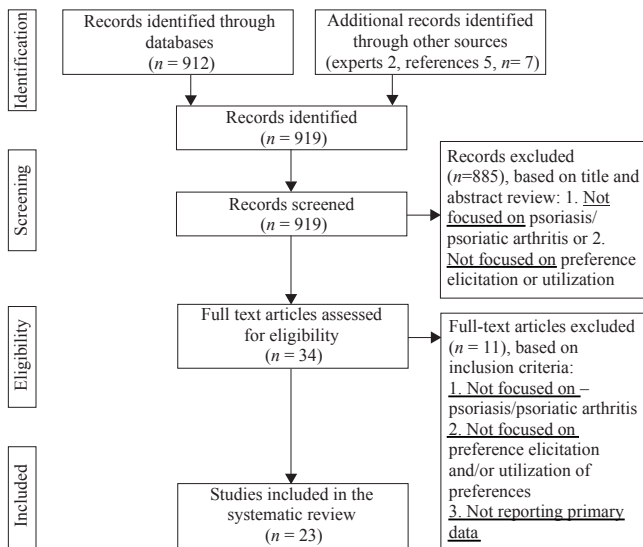 Identification
Records identified through
databases
(n = 912)
Additional records identified
through other sources
(experts 2, references 5, n= 7)
Records identified
(n = 919)
Screening
Records screened
(n = 919)
Records excluded
(n=885), based on title and
abstract review: 1. Not
focused on psoriasis/
psoriatic arthritis or 2.
Not focused on preference
elicitation or utilization
Eligibility
Full text articles assessed
for eligibility
(n = 34)
Full-text articles excluded
(n = 11), based on
inclusion criteria:
1. Not focused on –
psoriasis/psoriatic arthritis
2. Not focused on
preference elicitation
and/or utilization of
preferences
3. Not reporting primary
data
Included
Studies included in the
systematic review
(n = 23)